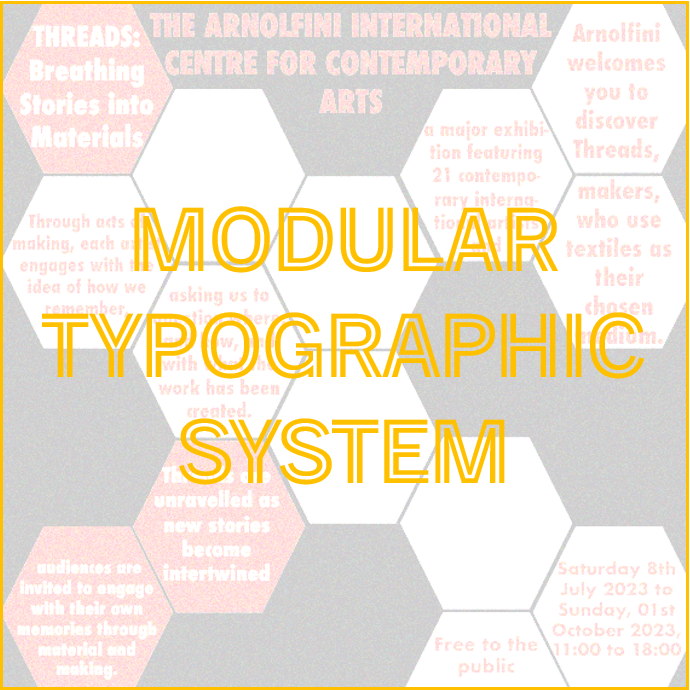 THREADS:
Breathing
Stories into
Materials
THE ARNOLFINI INTERNATIONAL
CENTRE FOR CONTEMPORARY
ARTS
Arnolfini
welcomes
you to
discover
Threads,
a major exhibi-
tion featuring
21 contempo-
rary interna-
makers,
who use
textiles as
their
chosen
Through acts
making, each
engages with the
idea of how we
remember
asking us to
work has been
created.
MODULAR
TYPOGRAPHIC
SYSTEM
unravelled as
new stories
become
intertwined
audiences are
invited to engage
with their own
memories through
material and
making.
Saturday 8th
July 2023 to
Sunday, 01st
October 2023,
11:00 to 18:00
Free to the
public